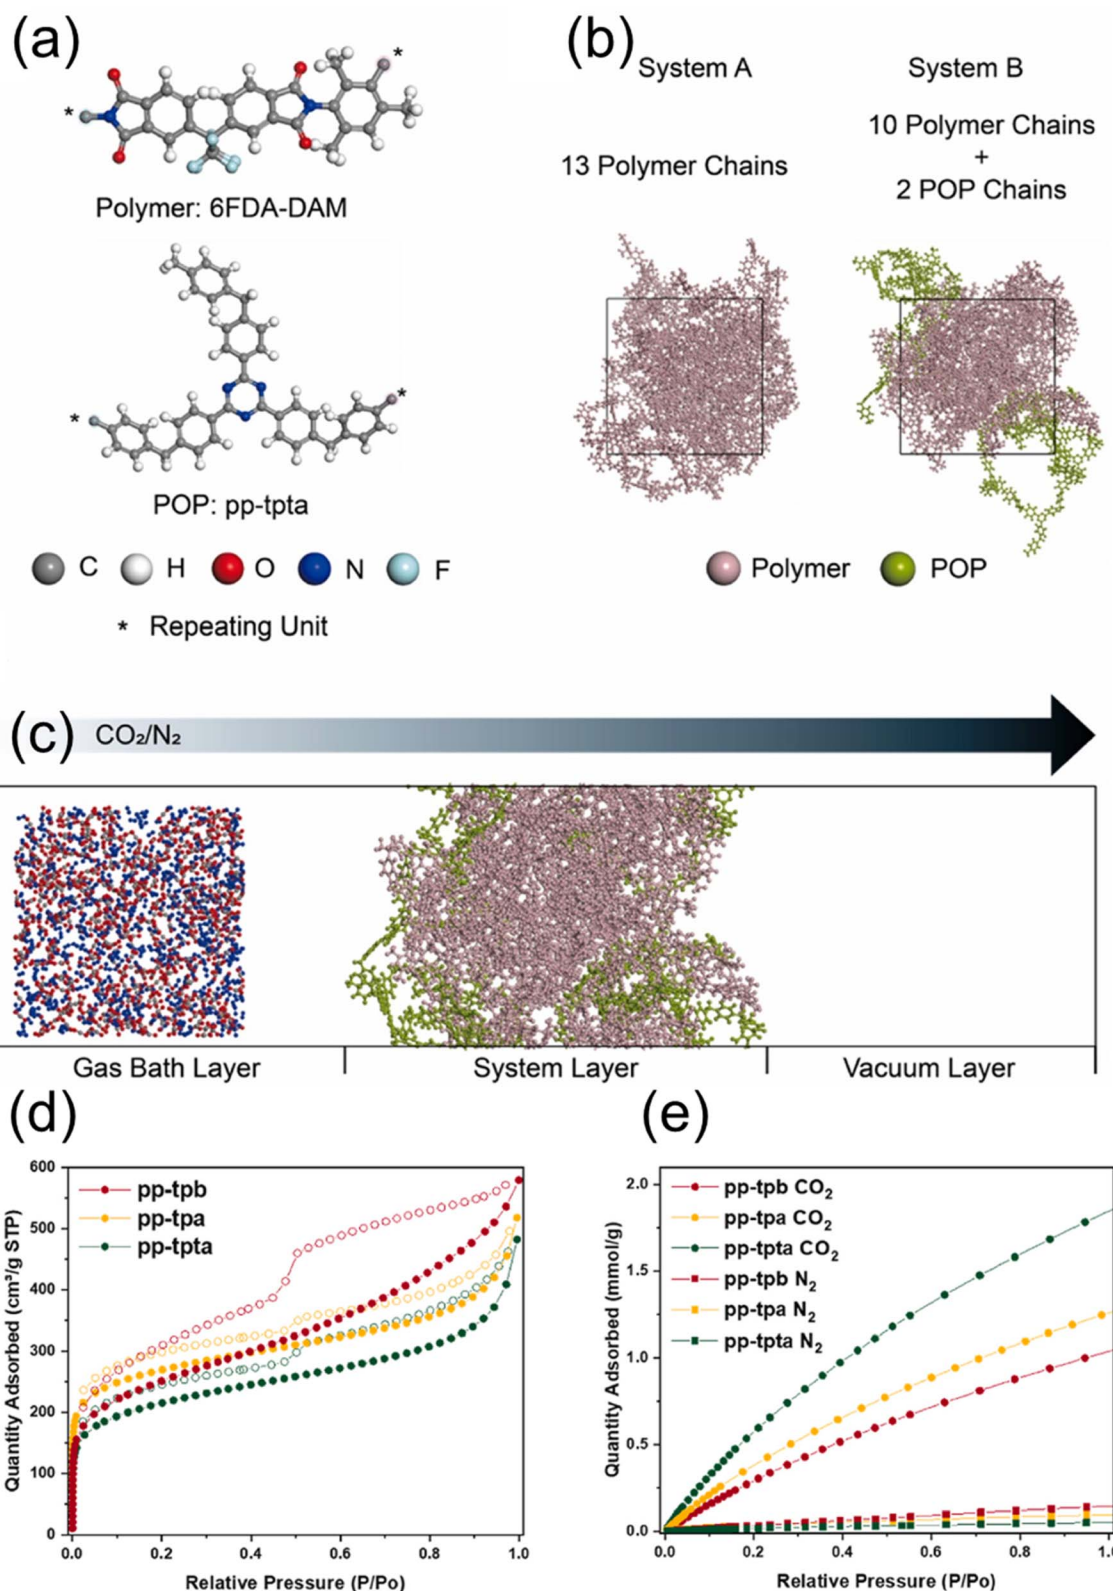 (a)
*
*
Polymer: 6FDA-DAM
*
*
POP: pp-tpta
C H O N F
* Repeating Unit
(b)
System A
System B
13 Polymer Chains
10 Polymer Chains
+
2 POP Chains
Polymer POP
(c)
CO₂/N₂
Gas Bath Layer System Layer Vacuum Layer
(d)
600
500
400
300
200
100
0
pp-tpb
pp-tpa
pp-tpta
Quantity Adsorbed (cm³/g STP)
0.0 0.2 0.4 0.6 0.8 1.0
Relative Pressure (P/Po)
(e)
2.0
1.5
1.0
0.5
0.0
pp-tpb CO₂
pp-tpa CO₂
pp-tpta CO₂
pp-tpb N₂
pp-tpa N₂
pp-tpta N₂
Quantity Adsorbed (mmol/g)
0.0 0.2 0.4 0.6 0.8 1.0
Relative Pressure (P/Po)